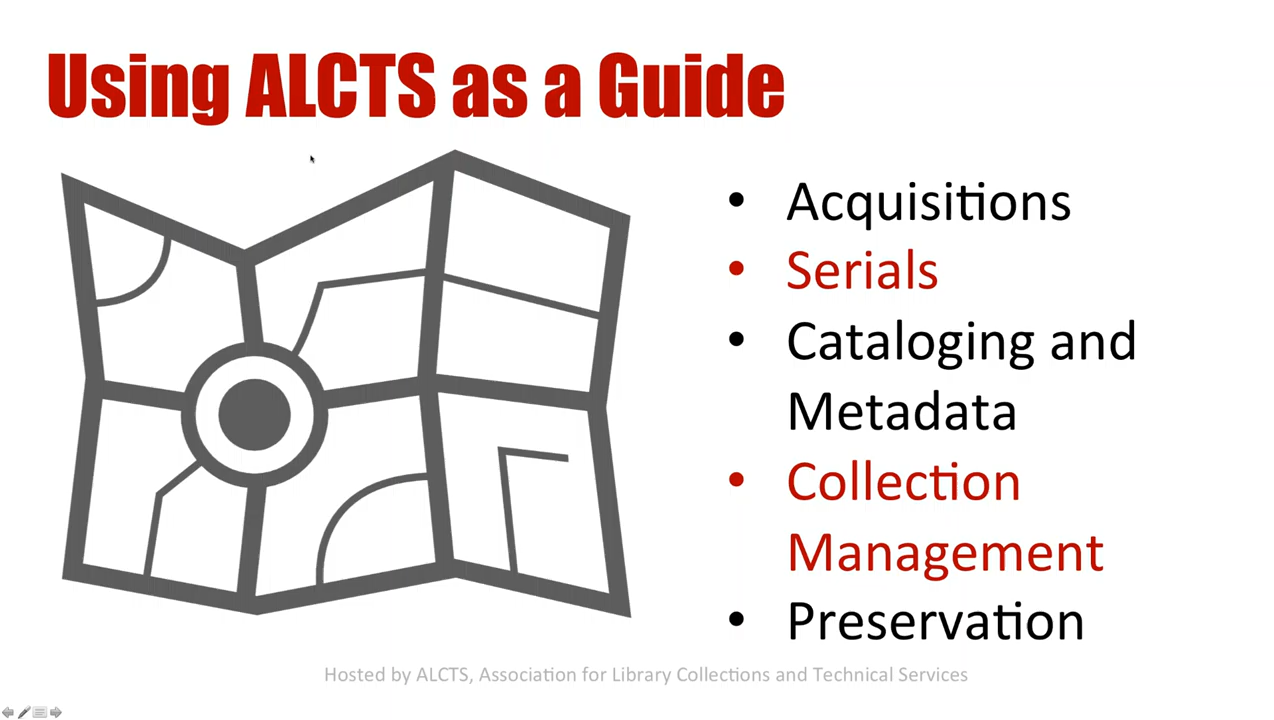 Using ALCTS as a Guide
• Acquisitions
• Serials
• Cataloging and
Metadata
• Collection
Management
• Preservation
Hosted by ALCTS, Association for Library Collections and Technical Services